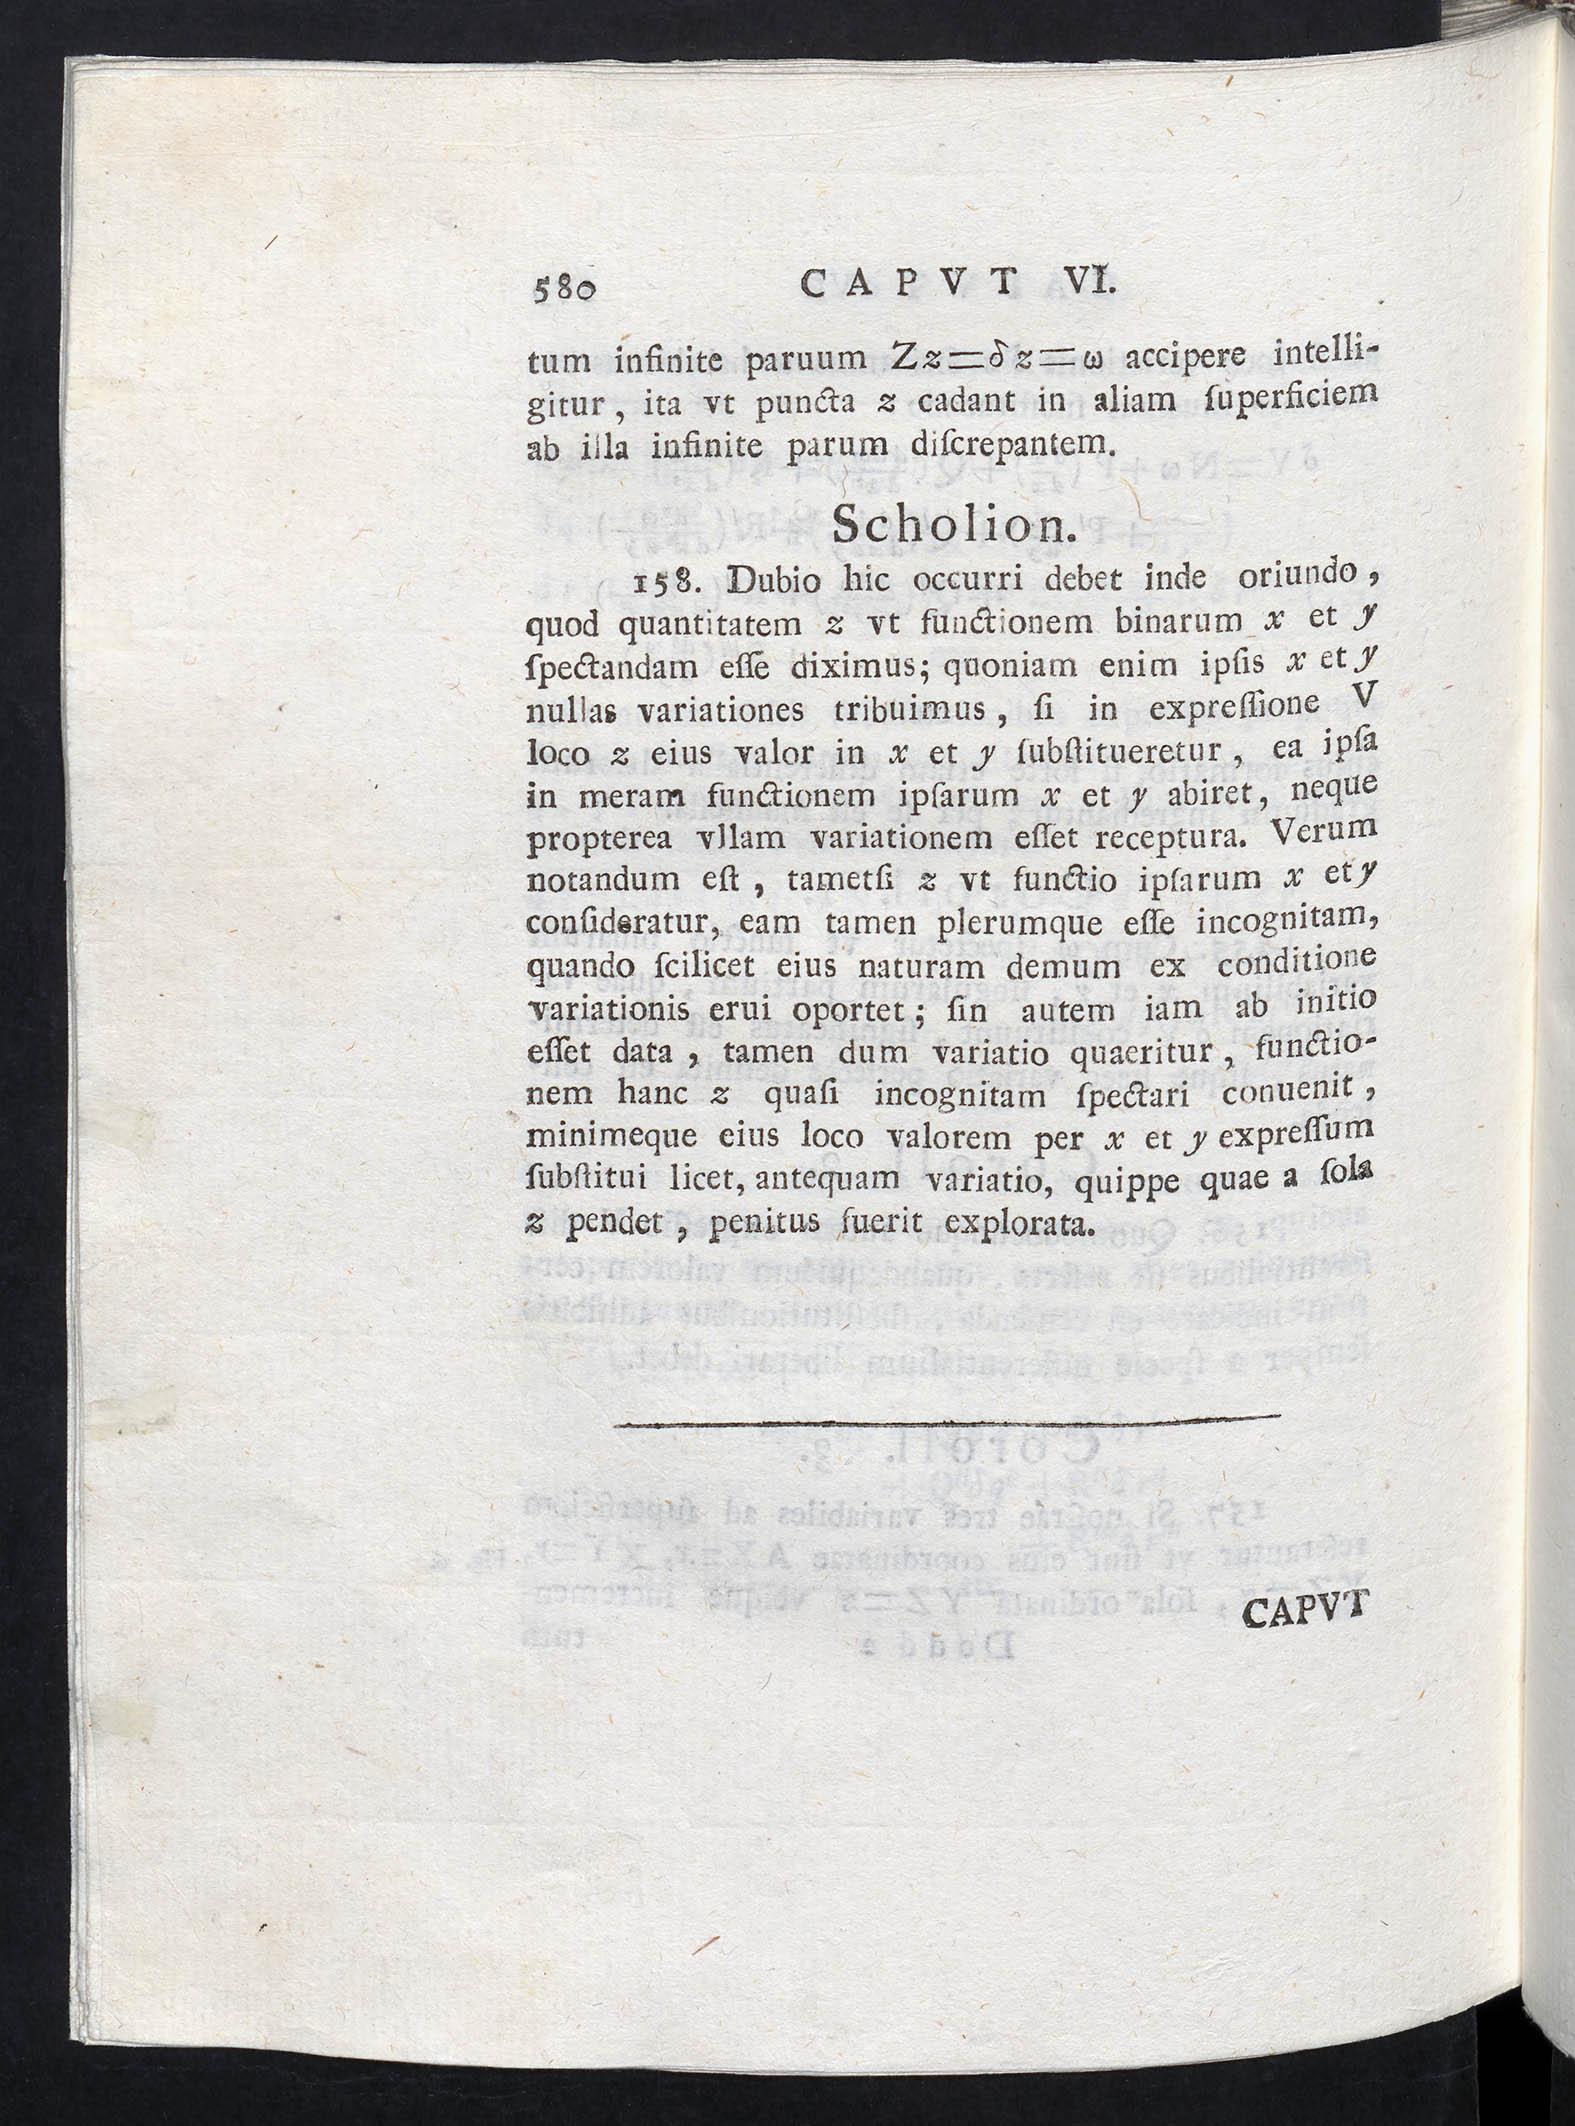 580 CAPVT VI.
tum infinite paruum Zz=δz=ω accipere intelli-
gitur, ita vt puncta z cadant in aliam ſuperficiem
ab illa infinite parum diſcrepantem.
Scholion.
158. Dubio hic occurri debet inde oriundo,
quod quantitatem z vt functionem binarum x et y
ſpectandam eſſe diximus; quoniam enim ipſis x et y
nullas variationes tribuimus, ſi in expreſſione V
loco z eius valor in x et y ſubſtitueretur, ea ipſa
in meram functionem ipſarum x et y abiret, neque
propterea vllam variationem eſſet receptura. Verum
notandum eſt, tametſi z vt functio ipſarum x et y
conſideratur, eam tamen plerumque eſſe incognitam,
quando ſcilicet eius naturam demum ex conditione
variationis erui oportet; ſin autem iam ab initio
eſſet data, tamen dum variatio quaeritur, functio-
nem hanc z quaſi incognitam ſpectari conuenit,
minimeque eius loco valorem per x et y expreſſum
ſubſtitui licet, antequam variatio, quippe quae a ſola
z pendet, penitus fuerit explorata.
CAPVT